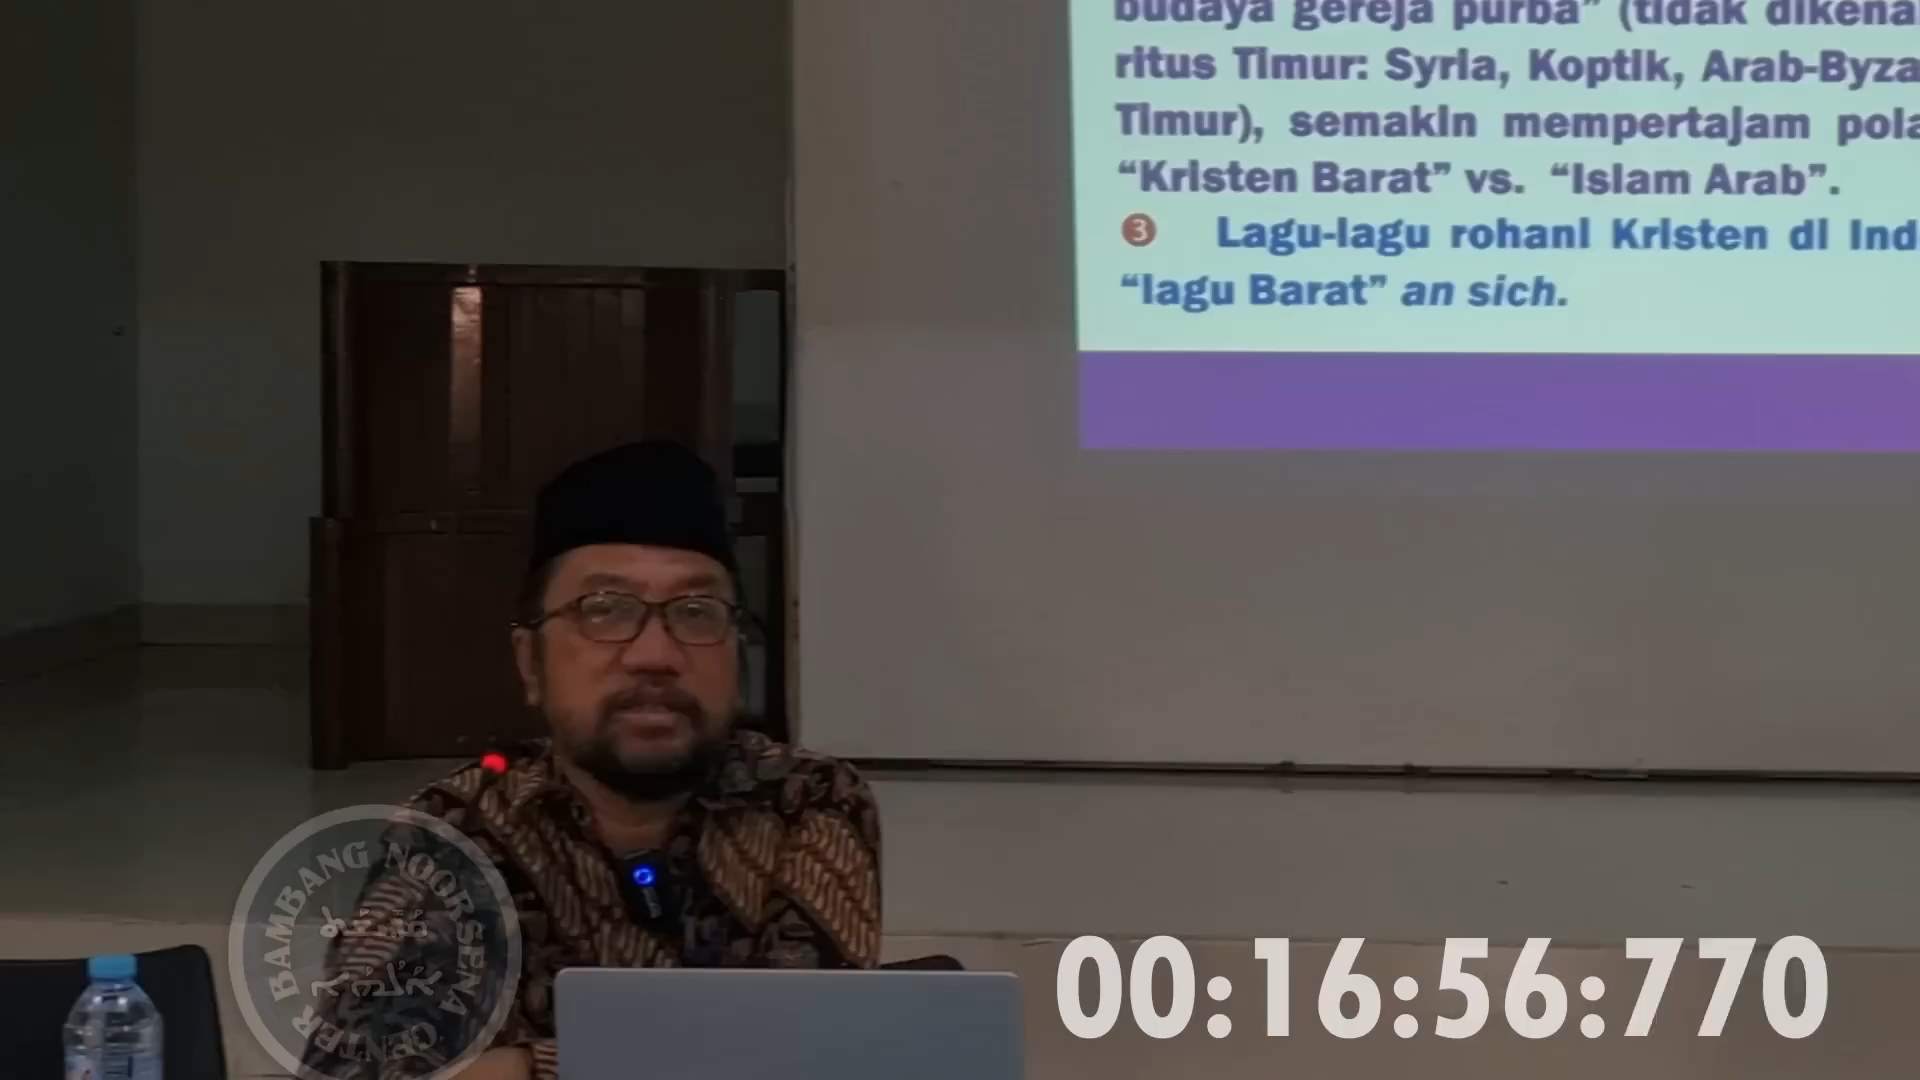 budaya gereja purba” (tidak dikena
ritus Timur: Syria, Koptik, Arab-Byza
Timur), semakin mempertajam pola
“Kristen Barat” vs. “Islam Arab”.
❸ Lagu-lagu rohani Kristen di Ind
“lagu Barat” an sich.
BAMBANG NOORSENA CENTER
00:16:56:770